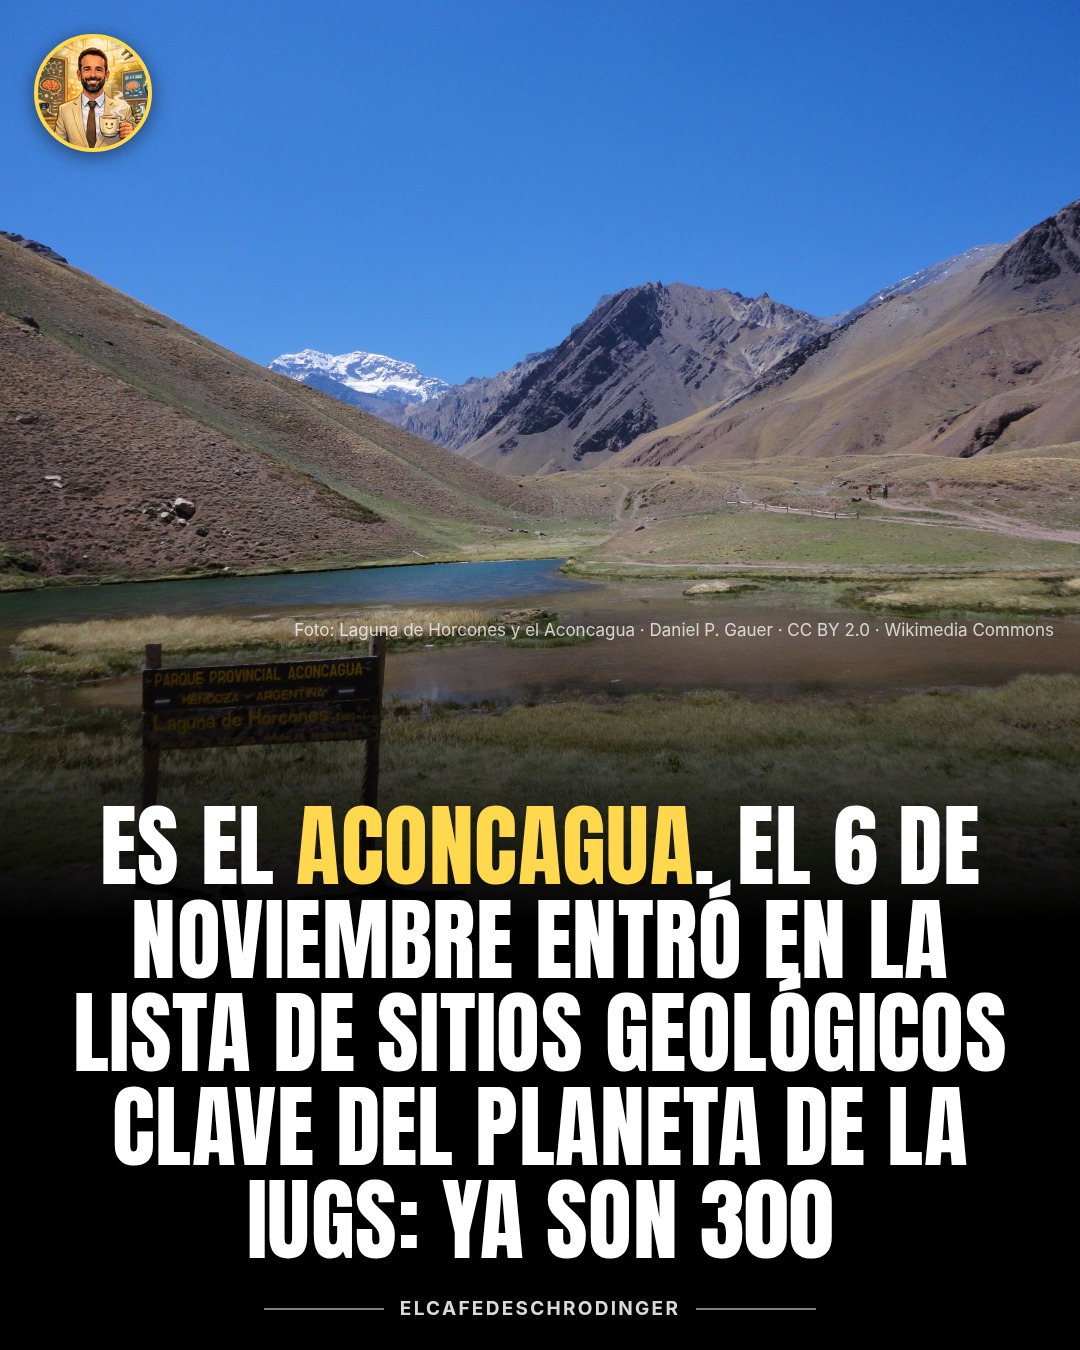 Foto: Laguna de Horcones y el Aconcagua · Daniel P. Gauer · CC BY 2.0 · Wikimedia Commons
PARQUE PROVINCIAL ACONCAGUA
MENDOZA - ARGENTINA
Laguna de Horcones
ES EL ACONCAGUA. EL 6 DE
NOVIEMBRE ENTRÓ EN LA
LISTA DE SITIOS GEOLÓGICOS
CLAVE DEL PLANETA DE LA
IUGS: YA SON 300
ELCAFEDESCHRODINGER